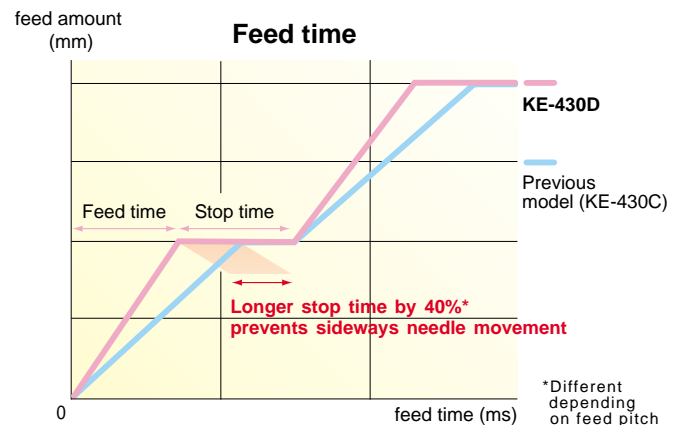 feed amount
(mm)
Feed time
KE-430D
Previous
model (KE-430C)
Feed time
Stop time
Longer stop time by 40%*
prevents sideways needle movement
0
feed time (ms)
*Different
depending
on feed pitch